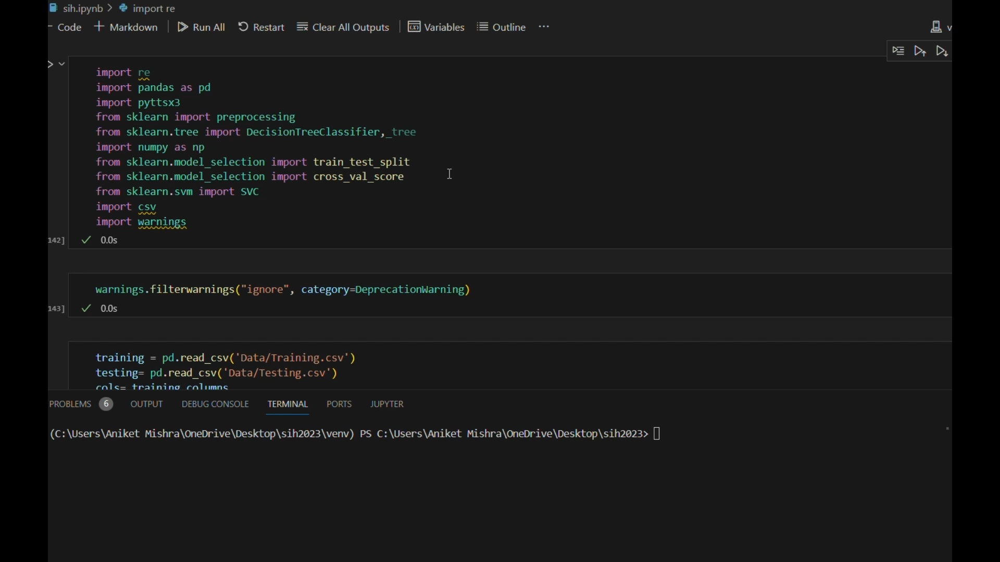 sih.ipynb > import re
Code + Markdown Run All Restart Clear All Outputs Variables Outline ...
import re
import pandas as pd
import pyttsx3
from sklearn import preprocessing
from sklearn.tree import DecisionTreeClassifier,_tree
import numpy as np
from sklearn.model_selection import train_test_split
from sklearn.model_selection import cross_val_score
from sklearn.svm import SVC
import csv
import warnings
142] 0.0s
warnings.filterwarnings("ignore", category=DeprecationWarning)
143] 0.0s
training = pd.read_csv('Data/Training.csv')
testing= pd.read_csv('Data/Testing.csv')
cols= training.columns
PROBLEMS 6 OUTPUT DEBUG CONSOLE TERMINAL PORTS JUPYTER
(C:\Users\Aniket Mishra\OneDrive\Desktop\sih2023\venv) PS C:\Users\Aniket Mishra\OneDrive\Desktop\sih2023>